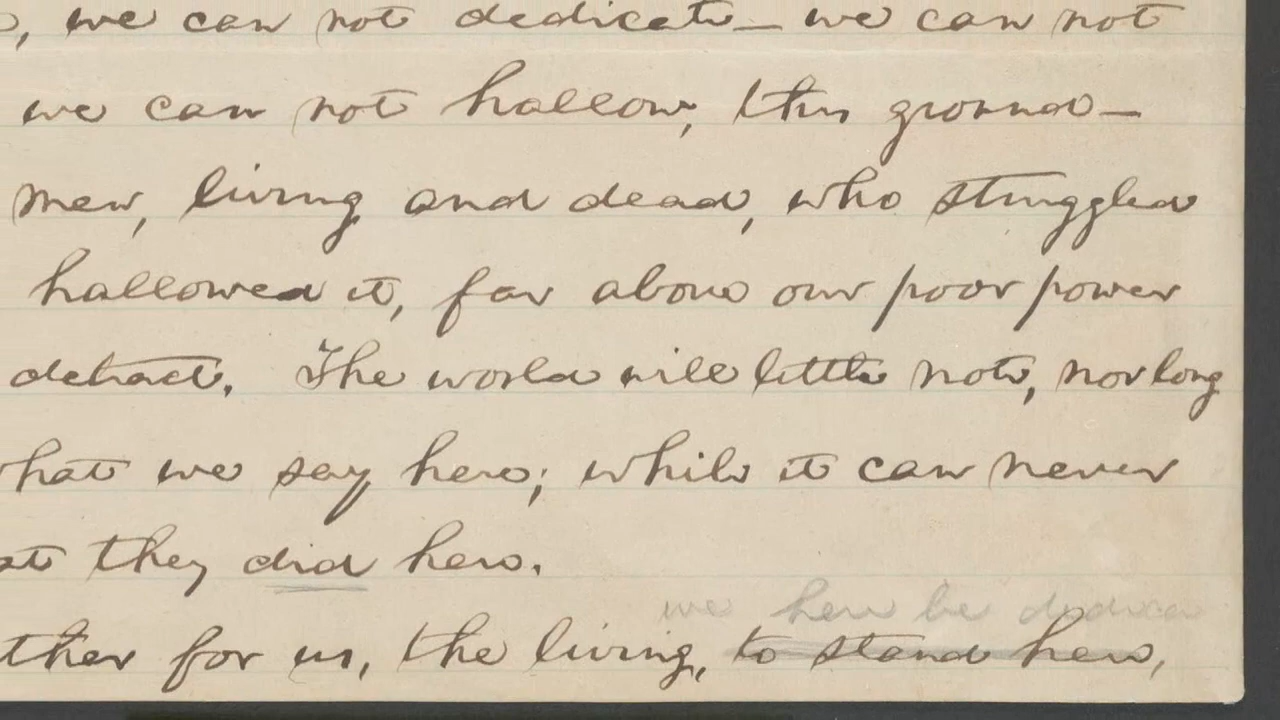 , we can not dedicate — we can not
we can not hallow, this ground —
men, living and dead, who struggled
hallowed it, far above our poor power
detract. The world will little note, nor long
what we say here; while it can never
they did here.
we here be dedica
ther for us, the living, to stand here,